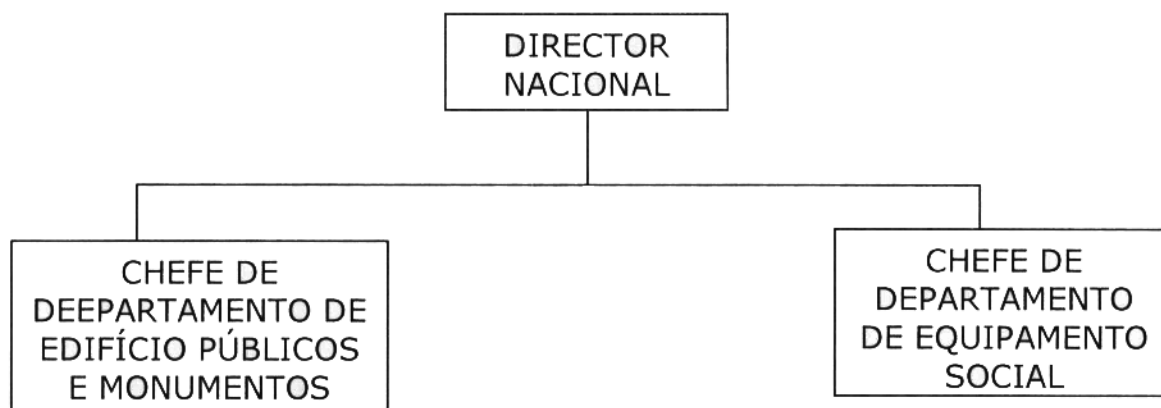 DIRECTOR
NACIONAL
CHEFE DE
DEEPARTAMENTO DE
EDIFÍCIO PÚBLICOS
E MONUMENTOS
CHEFE DE
DEPARTAMENTO
DE EQUIPAMENTO
SOCIAL